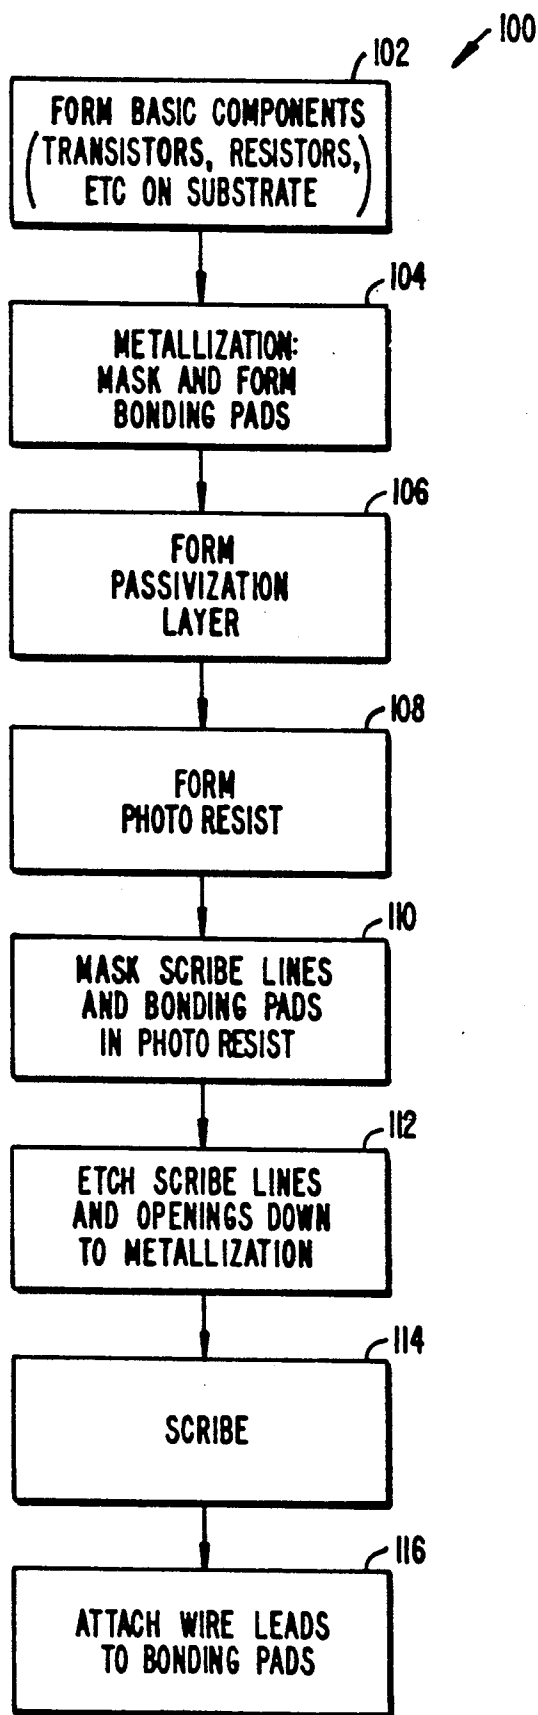 100
102
FORM BASIC COMPONENTS
(TRANSISTORS, RESISTORS,
ETC ON SUBSTRATE)
104
METALLIZATION:
MASK AND FORM
BONDING PADS
106
FORM
PASSIVIZATION
LAYER
108
FORM
PHOTO RESIST
110
MASK SCRIBE LINES
AND BONDING PADS
IN PHOTO RESIST
112
ETCH SCRIBE LINES
AND OPENINGS DOWN
TO METALLIZATION
114
SCRIBE
116
ATTACH WIRE LEADS
TO BONDING PADS